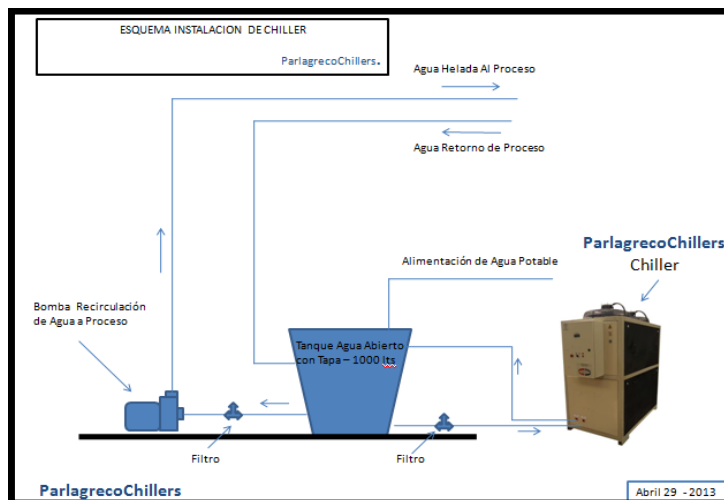 ESQUEMA INSTALACION DE CHILLER
ParlagrecoChillers.
Agua Helada Al Proceso
Agua Retorno de Proceso
ParlagrecoChillers
Chiller
Alimentación de Agua Potable
Bomba Recirculación
de Agua a Proceso
Tanque Agua Abierto
con Tapa – 1000 lts
Filtro
Filtro
ParlagrecoChillers
Abril 29 - 2013